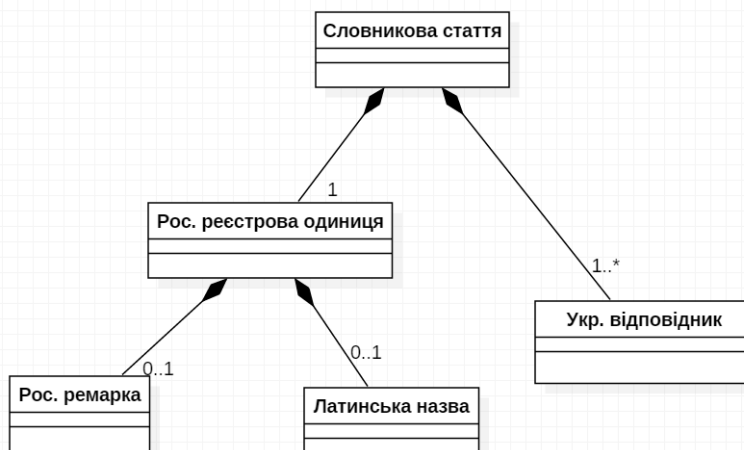 Словникова стаття
1
Рос. реєстрова одиниця
1..*
Укр. відповідник
0..1
0..1
Рос. ремарка
Латинська назва